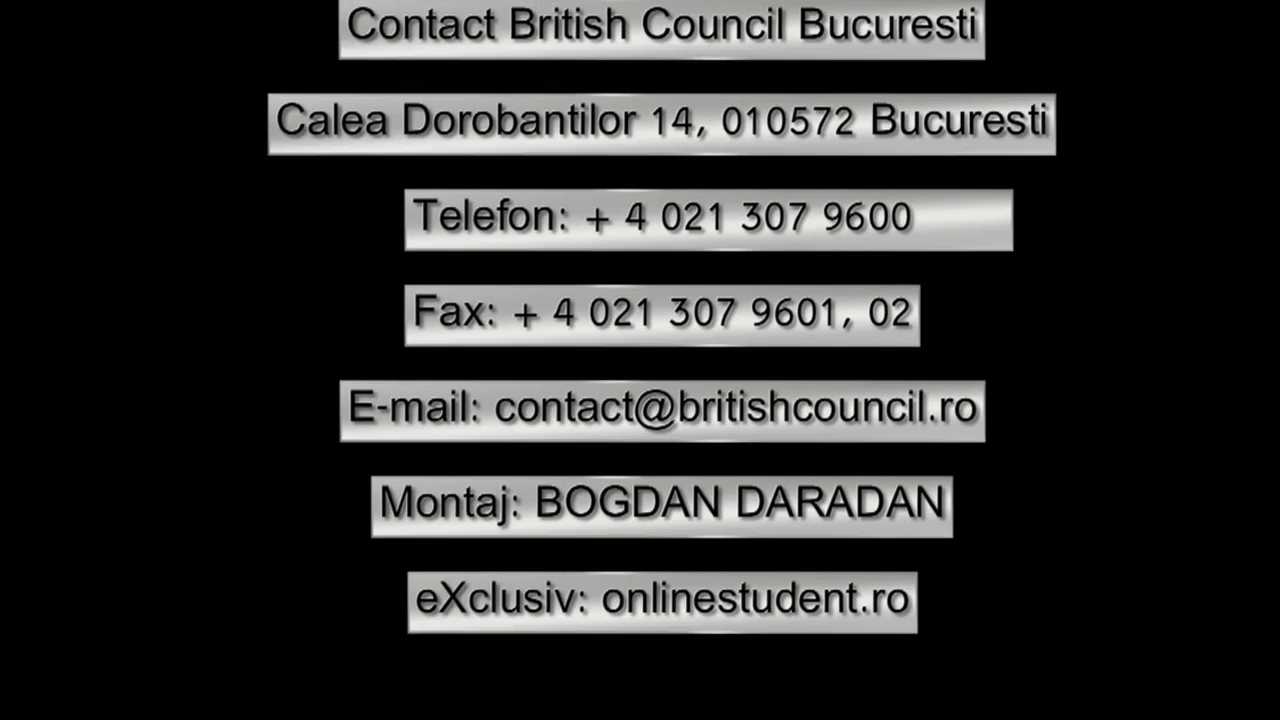 Contact British Council Bucuresti
Calea Dorobantilor 14, 010572 Bucuresti
Telefon: + 4 021 307 9600
Fax: + 4 021 307 9601, 02
E-mail: contact@britishcouncil.ro
Montaj: BOGDAN DARADAN
eXclusiv: onlinestudent.ro